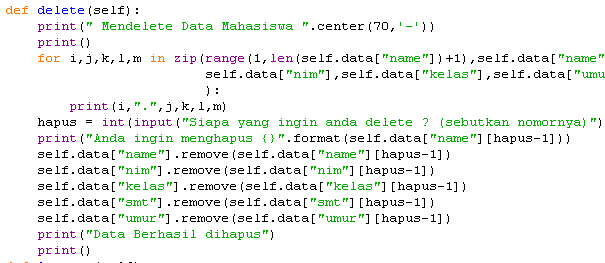 def delete(self):
    print(" Mendelete Data Mahasiswa ".center(70,'-'))
    print()
    for i,j,k,l,m in zip(range(1,len(self.data["name"])+1),self.data["name"
                         self.data["nim"],self.data["kelas"],self.data["umu
                         ):
        print(i,".",j,k,l,m)
    hapus = int(input("Siapa yang ingin anda delete ? (sebutkan nomornya)")
    print("Anda ingin menghapus {}".format(self.data["name"][hapus-1]))
    self.data["name"].remove(self.data["name"][hapus-1])
    self.data["nim"].remove(self.data["nim"][hapus-1])
    self.data["kelas"].remove(self.data["kelas"][hapus-1])
    self.data["smt"].remove(self.data["smt"][hapus-1])
    self.data["umur"].remove(self.data["umur"][hapus-1])
    print("Data Berhasil dihapus")
    print()